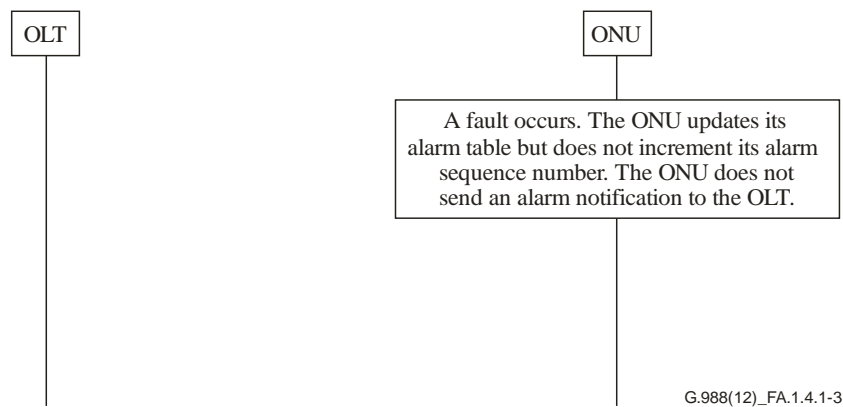 OLT
ONU
A fault occurs. The ONU updates its
alarm table but does not increment its alarm
sequence number. The ONU does not
send an alarm notification to the OLT.
G.988(12)_FA.1.4.1-3